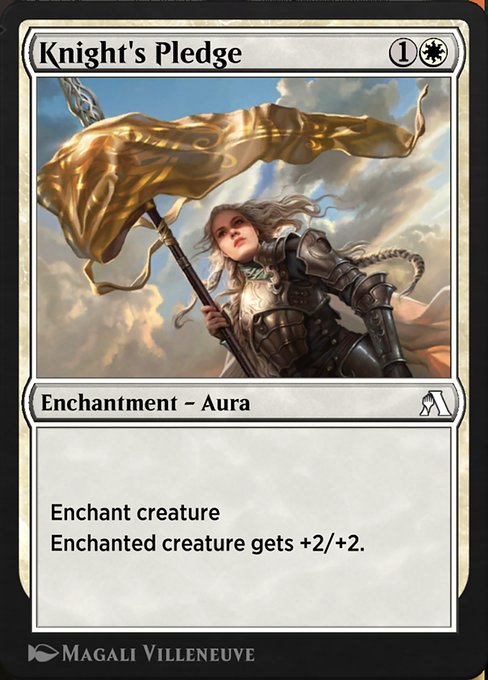 Knight's Pledge 1
Enchantment – Aura
Enchant creature
Enchanted creature gets +2/+2.
MAGALI VILLENEUVE